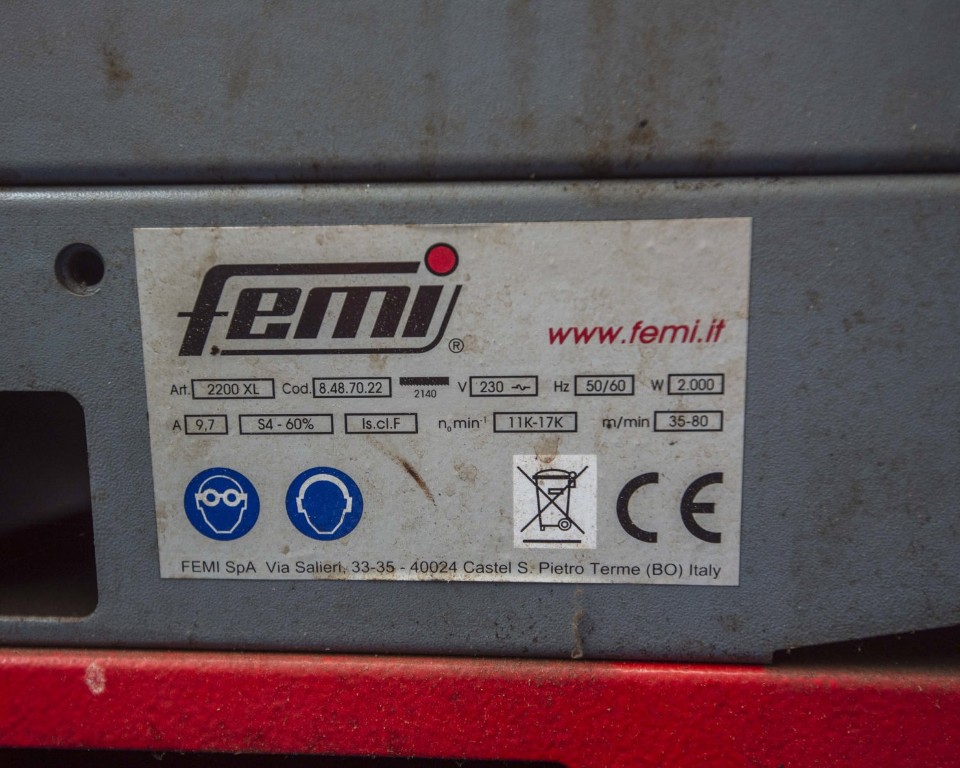 femi®
www.femi.it
Art. 2200 XL Cod. 8.48.70.22 2140 V 230 ~ Hz 50/60 W 2.000
A 9,7 S4 - 60% Is.cl.F n₀min⁻¹ 11K-17K m/min 35-80
CE
FEMI SpA Via Salieri, 33-35 - 40024 Castel S. Pietro Terme (BO) Italy